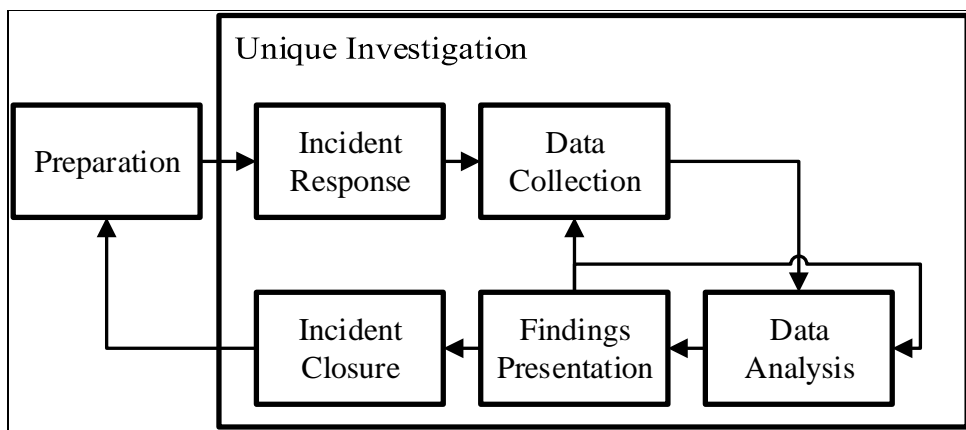 Unique Investigation
Preparation
Incident
Response
Data
Collection
Incident
Closure
Findings
Presentation
Data
Analysis